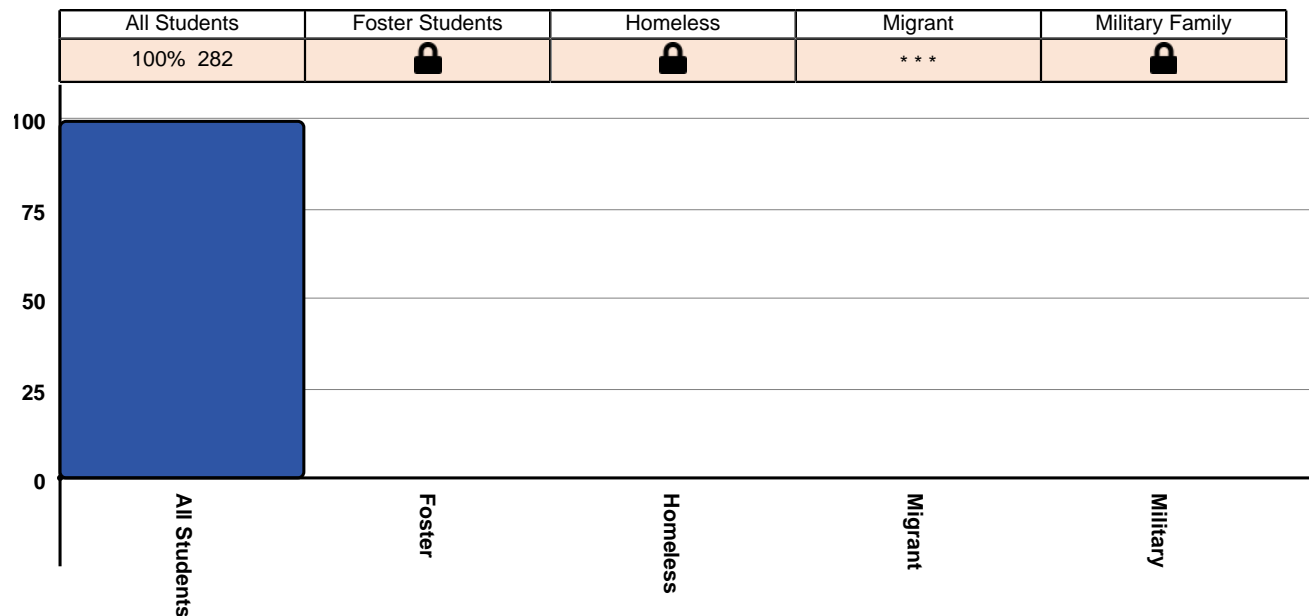 All Students Foster Students Homeless Migrant Military Family
100% 282 * * *
100
75
50
25
0
All Students
Foster
Homeless
Migrant
Military